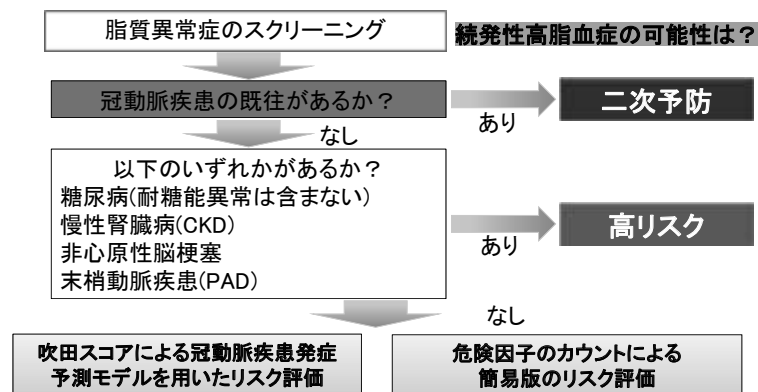 脂質異常症のスクリーニング
続発性高脂血症の可能性は？
冠動脈疾患の既往があるか？
あり
二次予防
なし
以下のいずれかがあるか？
糖尿病(耐糖能異常は含まない)
慢性腎臓病(CKD)
非心原性脳梗塞
末梢動脈疾患(PAD)
あり
高リスク
なし
吹田スコアによる冠動脈疾患発症
予測モデルを用いたリスク評価
危険因子のカウントによる
簡易版のリスク評価